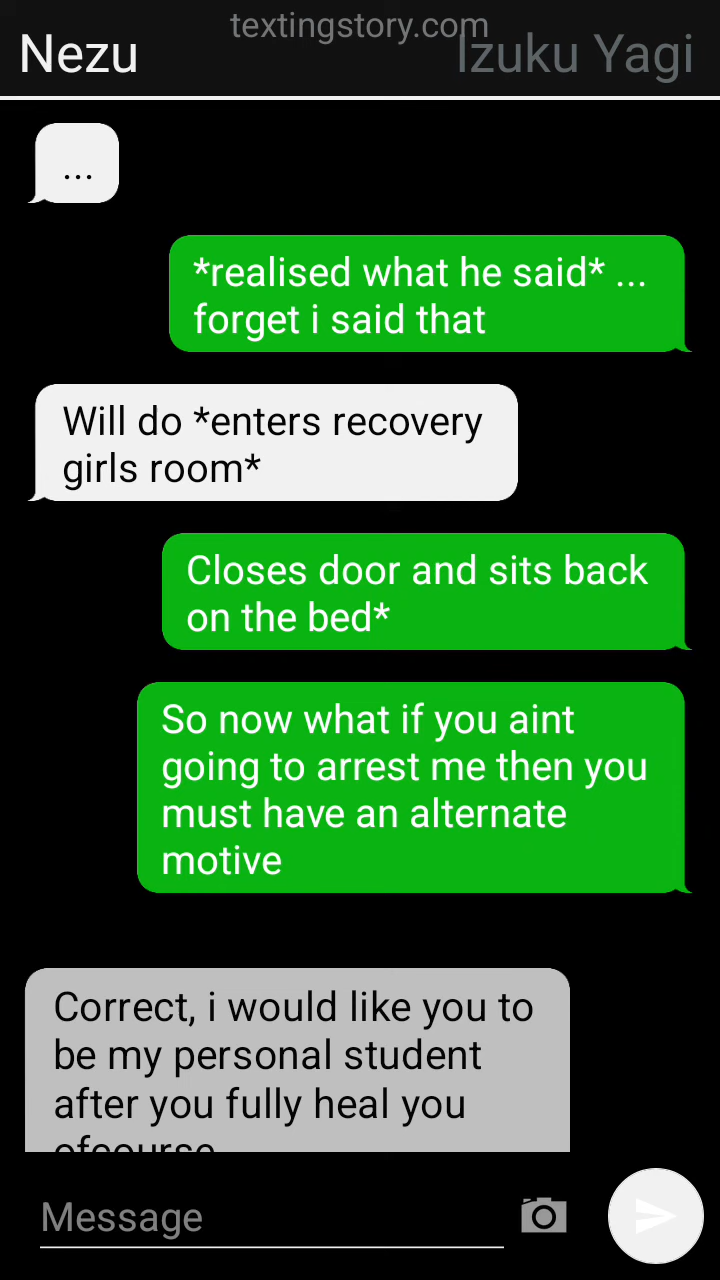 textingstory.com
Nezu
Izuku Yagi
...
*realised what he said* ...
forget i said that
Will do *enters recovery
girls room*
Closes door and sits back
on the bed*
So now what if you aint
going to arrest me then you
must have an alternate
motive
Correct, i would like you to
be my personal student
after you fully heal you
ofcourse
Message